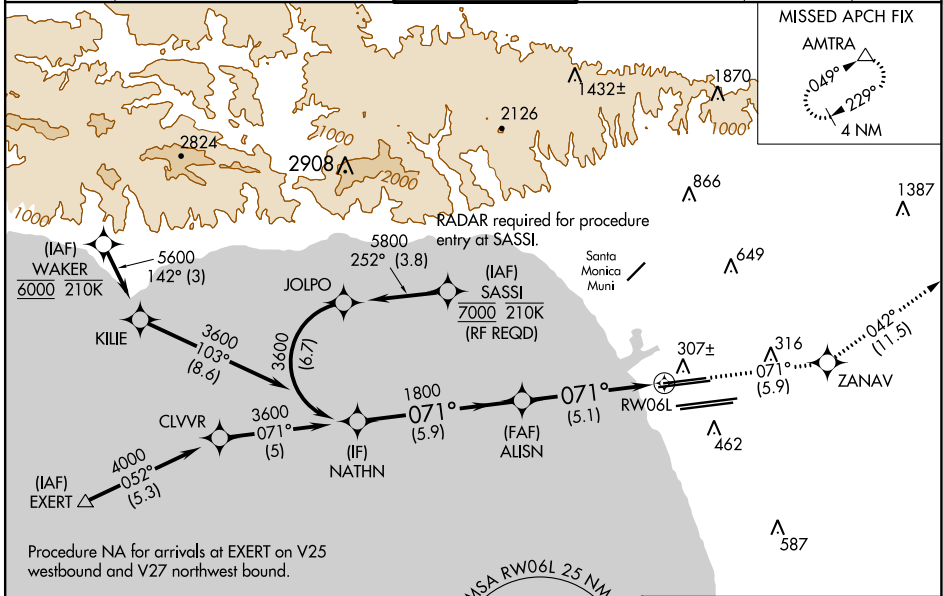 MISSED APCH FIX
AMTRA
049°
229°
4 NM
1432±
1870
1000
2126
1000
2824
2908
2000
1000
866
1387
649
RADAR required for procedure
entry at SASSI.
(IAF)
WAKER
6000 210K
5600
142° (3)
5800
252° (3.8)
JOLPO
(IAF)
SASSI
7000 210K
(RF REQD)
Santa
Monica
Muni
KILIE
3600
103°
(8.6)
3600
(6.7)
042°
(11.5)
307±
316
071°
(5.9)
ZANAV
RW06L
CLVVR
3600
071°
(5)
1800
071°
(5.9)
071°
(5.1)
(IF)
NATHN
(FAF)
ALISN
462
4000
052°
(5.3)
(IAF)
EXERT
587
Procedure NA for arrivals at EXERT on V25
westbound and V27 northwest bound.
MSA RW06L 25 NM